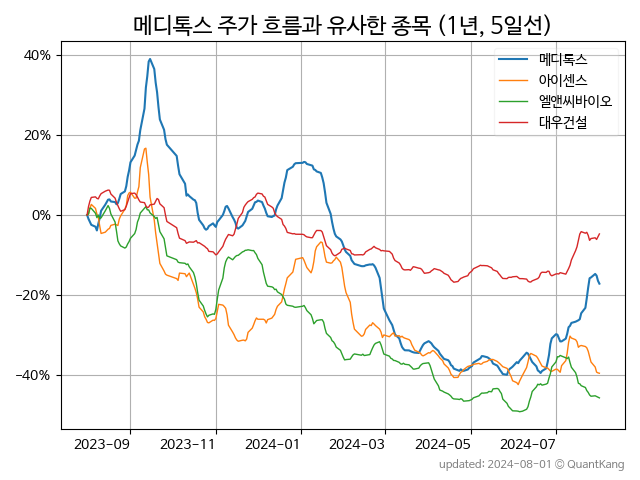 메디톡스 주가 흐름과 유사한 종목 (1년, 5일선)
메디톡스
아이센스
엘앤씨바이오
대우건설
40%
20%
0%
−20%
−40%
2023-09 2023-11 2024-01 2024-03 2024-05 2024-07
updated: 2024-08-01 © QuantKang